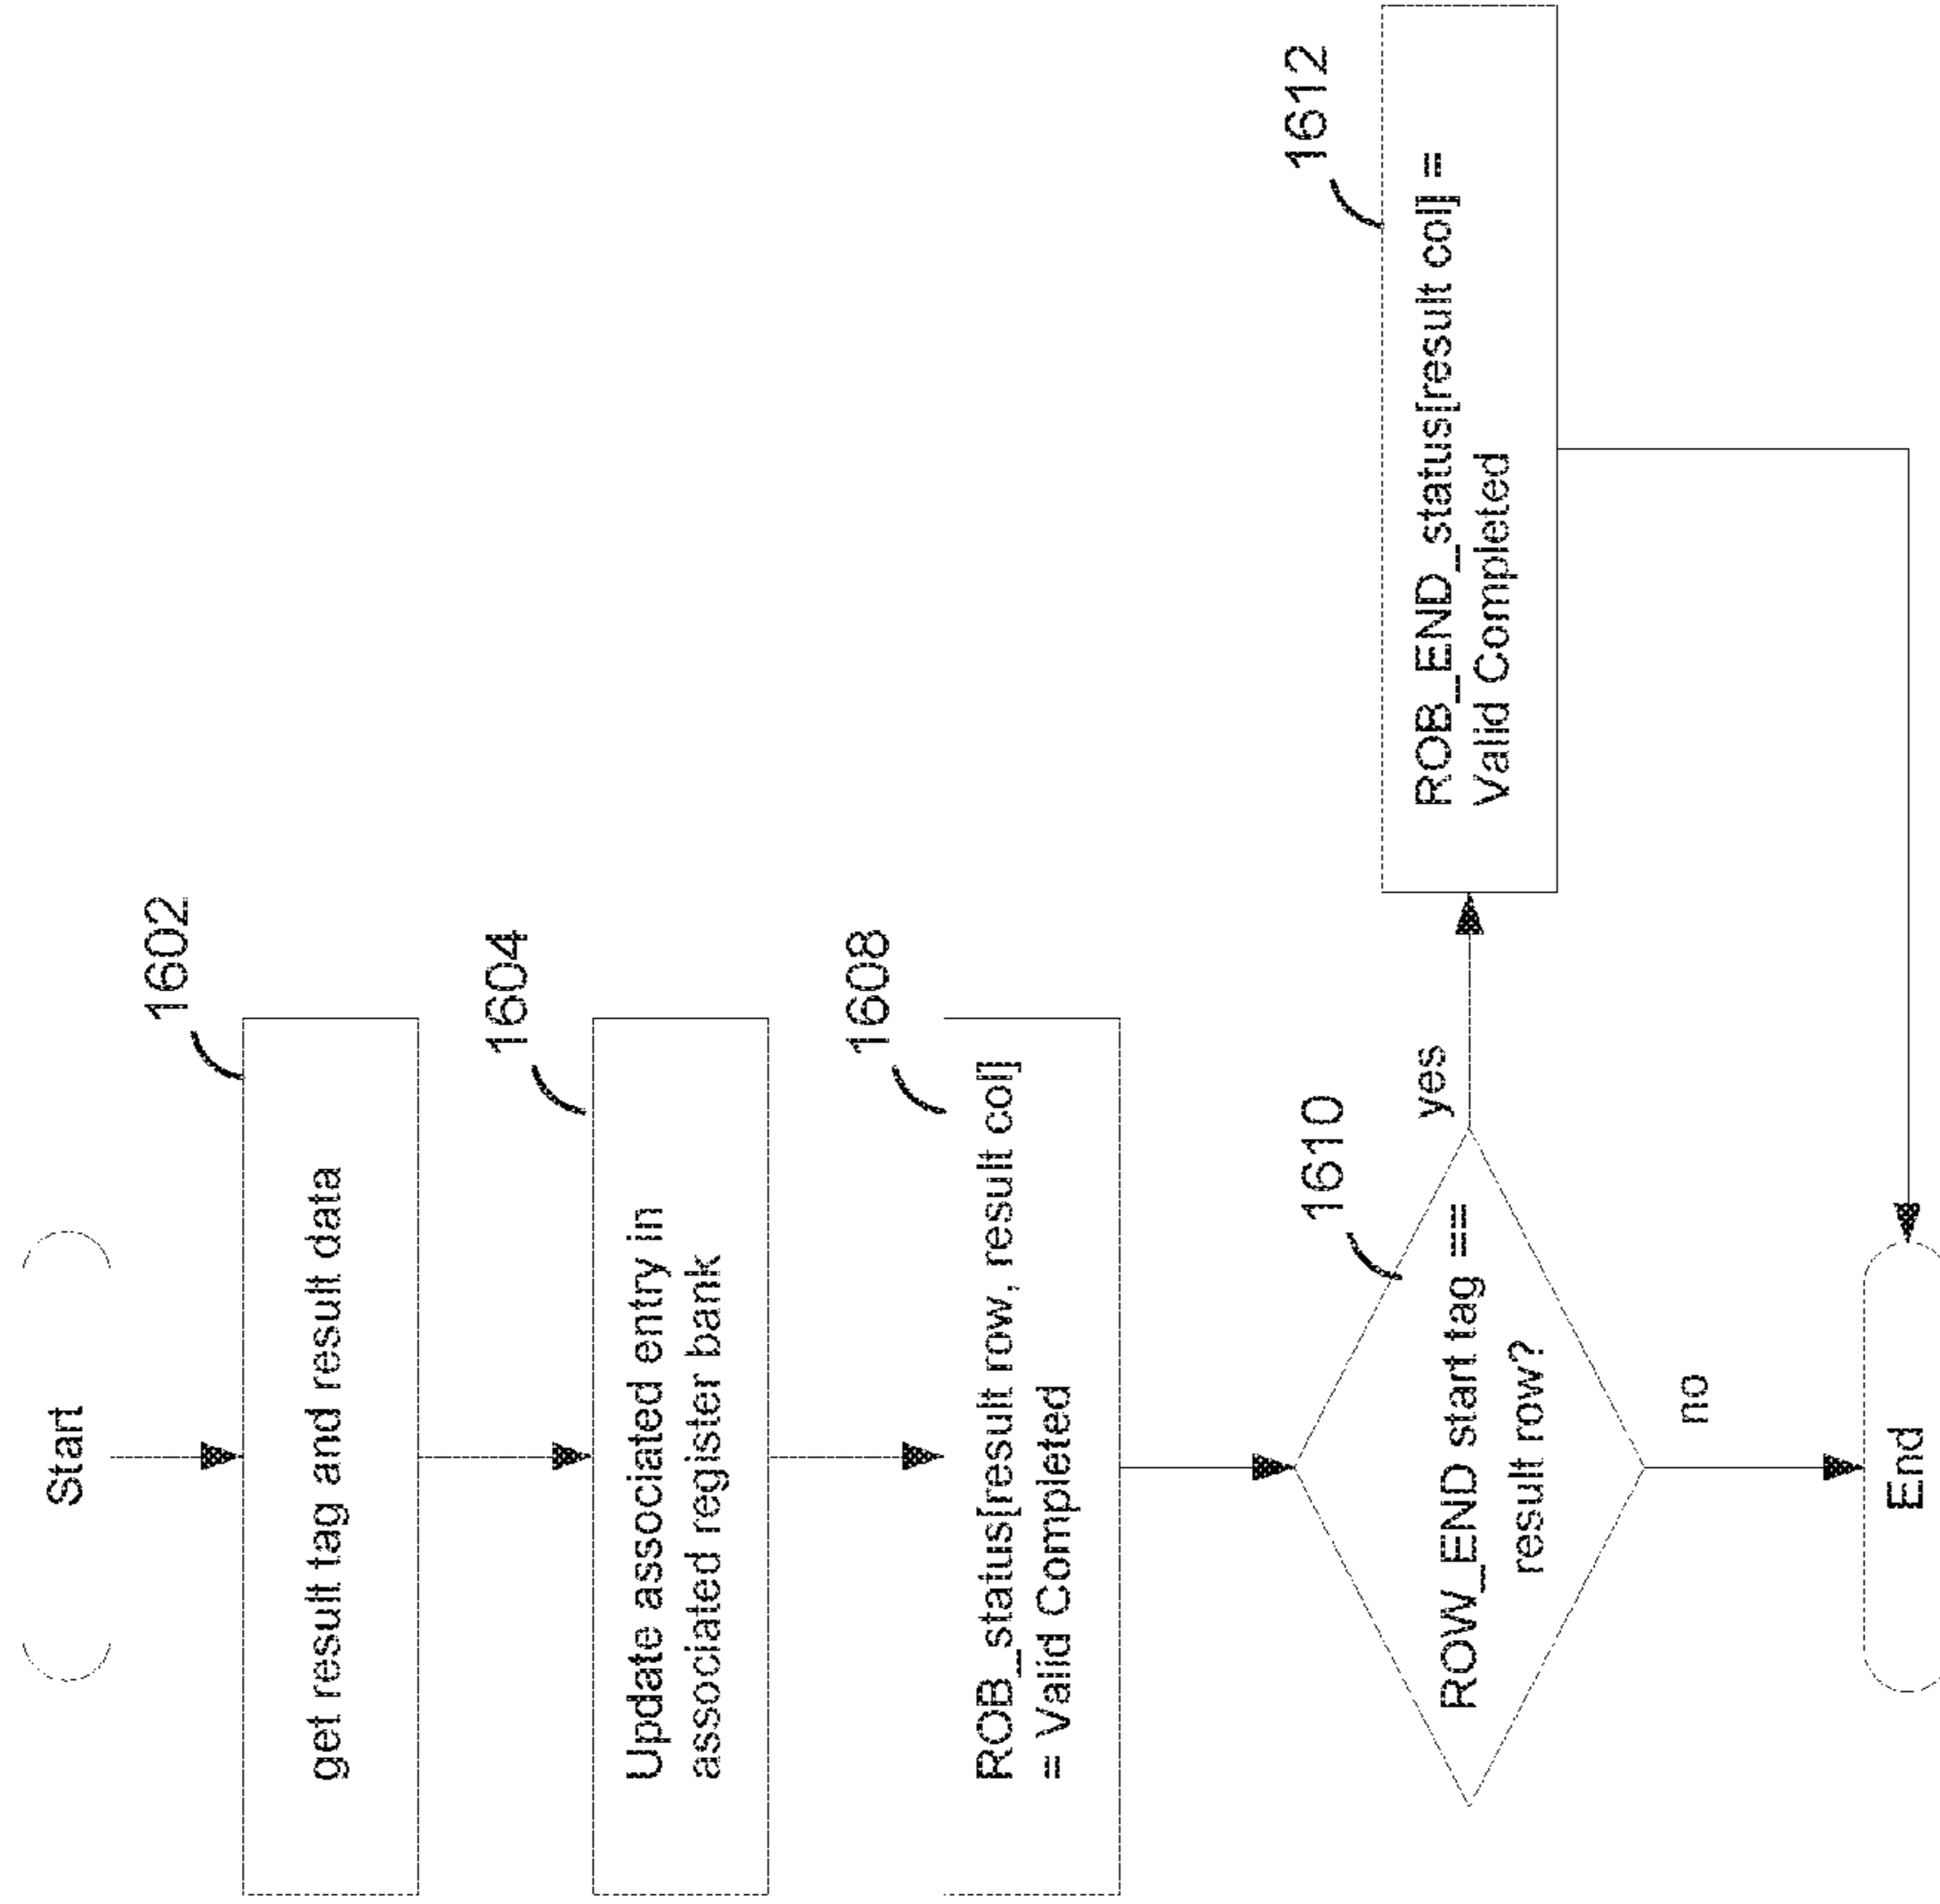 Start
1602
get result tag and result data
1604
Update associated entry in
associated register bank
1608
ROB_status[result row, result col]
= Valid Completed
1610
ROW_END start tag ==
result row?
yes
1612
ROB_END_status[result col] =
Valid Completed
no
End